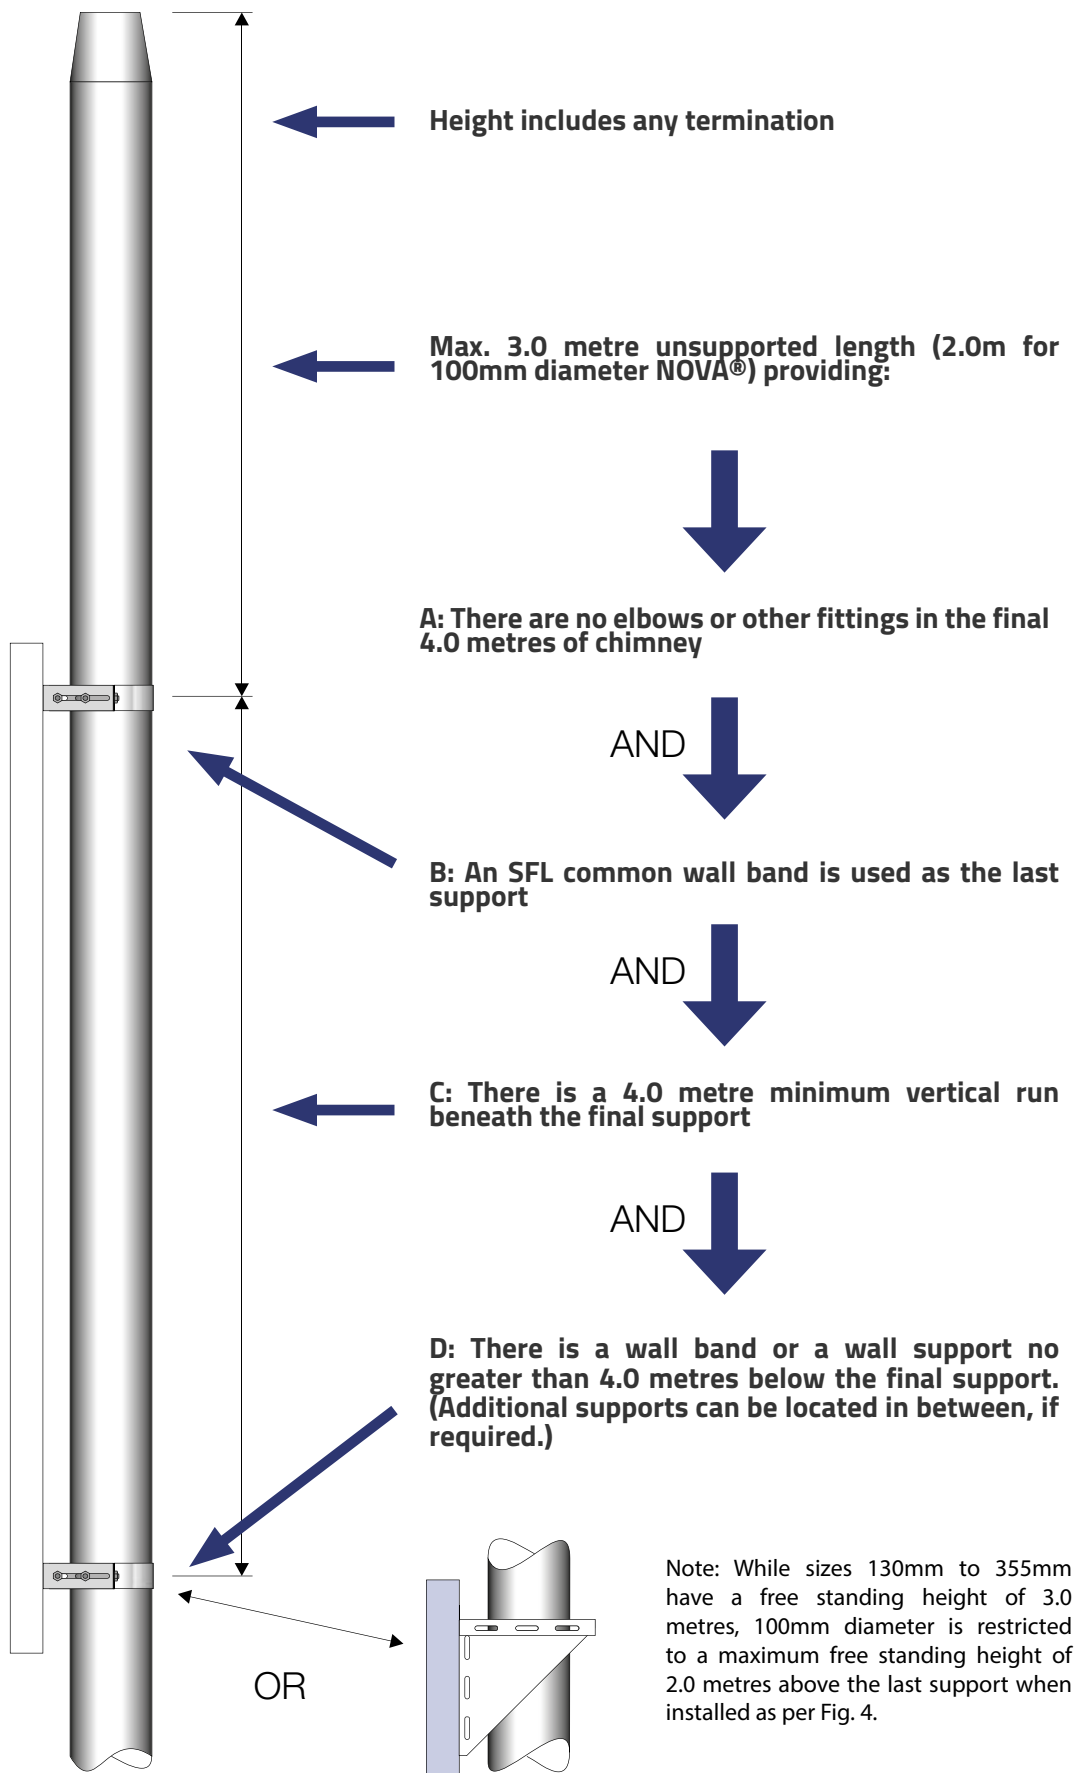 Height includes any termination
Max. 3.0 metre unsupported length (2.0m for
100mm diameter NOVA®) providing:
A: There are no elbows or other fittings in the final
4.0 metres of chimney
AND
B: An SFL common wall band is used as the last
support
AND
C: There is a 4.0 metre minimum vertical run
beneath the final support
AND
D: There is a wall band or a wall support no
greater than 4.0 metres below the final support.
(Additional supports can be located in between, if
required.)
OR
Note: While sizes 130mm to 355mm
have a free standing height of 3.0
metres, 100mm diameter is restricted
to a maximum free standing height of
2.0 metres above the last support when
installed as per Fig. 4.